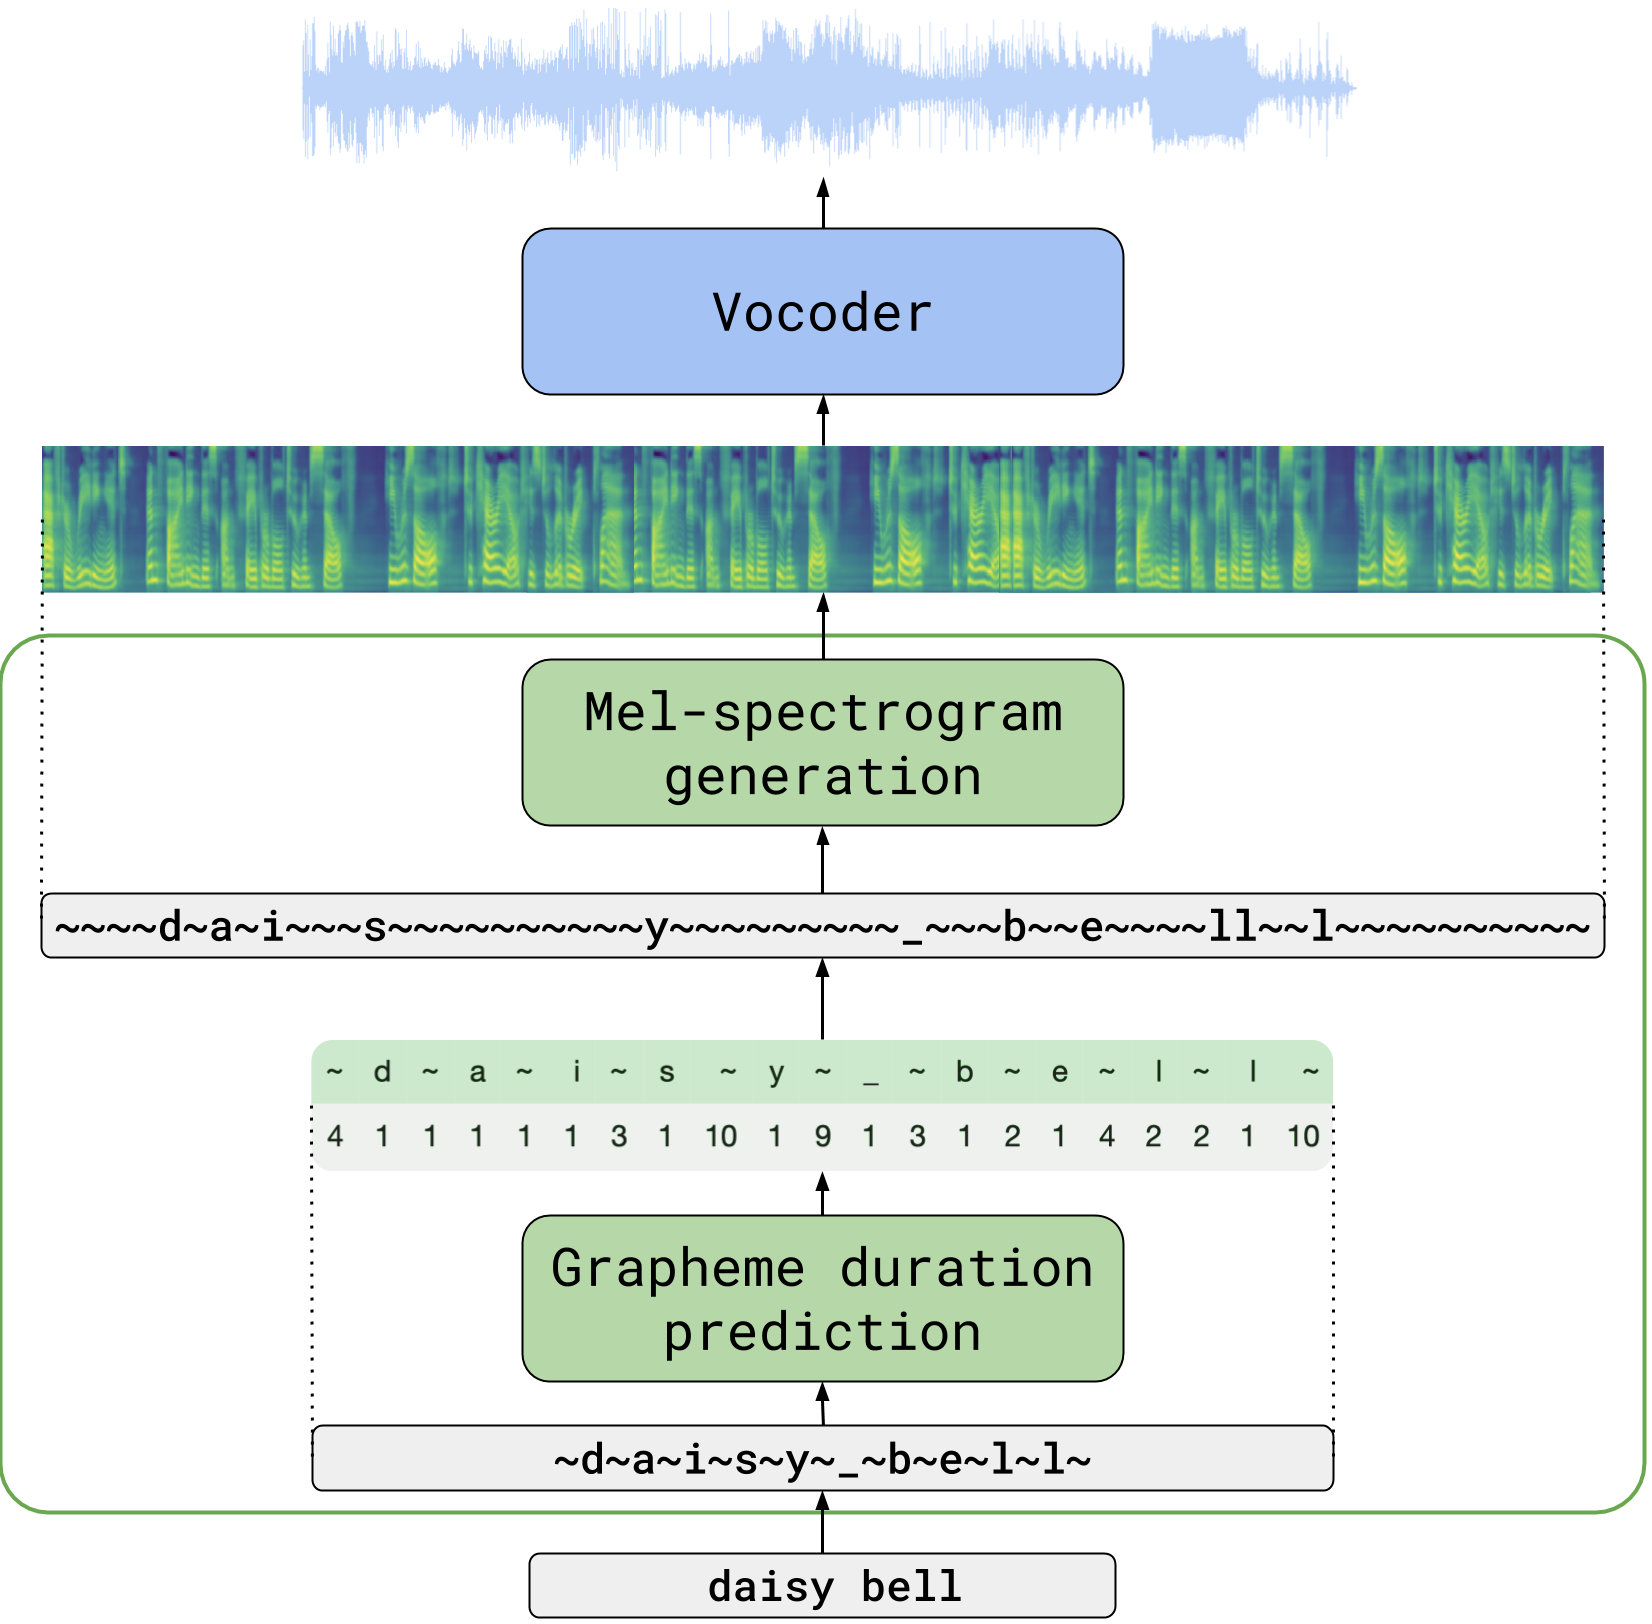 Vocoder
Mel-spectrogram
generation
~~~~d~a~i~~~s~~~~~~~~~~y~~~~~~~~~_~~~b~~e~~~~ll~~l~~~~~~~~~~
~ d ~ a ~ i ~ s ~ y ~ _ ~ b ~ e ~ l ~ l ~
4 1 1 1 1 1 3 1 10 1 9 1 3 1 2 1 4 2 2 1 10
Grapheme duration
prediction
~d~a~i~s~y~_~b~e~l~l~
daisy bell